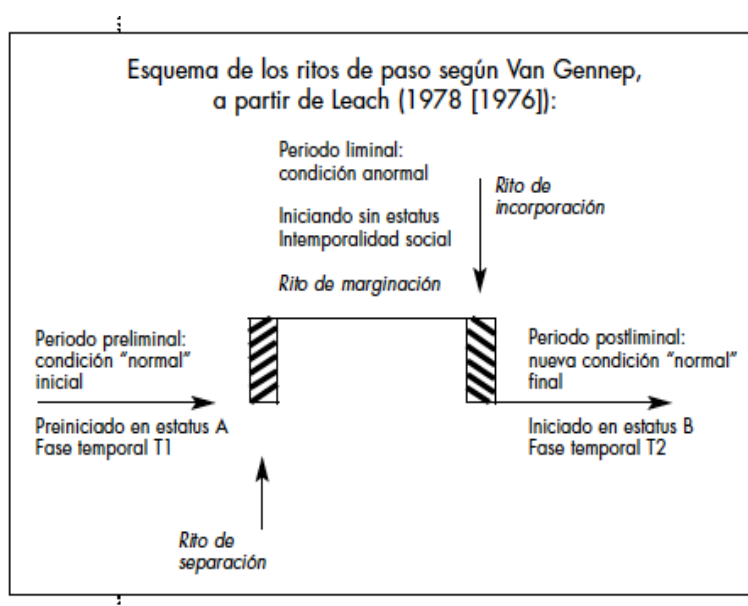 Esquema de los ritos de paso según Van Gennep,
a partir de Leach (1978 [1976]):
Periodo liminal:
condición anormal
Iniciando sin estatus
Intemporalidad social
Rito de marginación
Rito de
incorporación
Periodo preliminal:
condición "normal"
inicial
Preiniciado en estatus A
Fase temporal T1
Periodo postliminal:
nueva condición "normal"
final
Iniciado en estatus B
Fase temporal T2
Rito de
separación